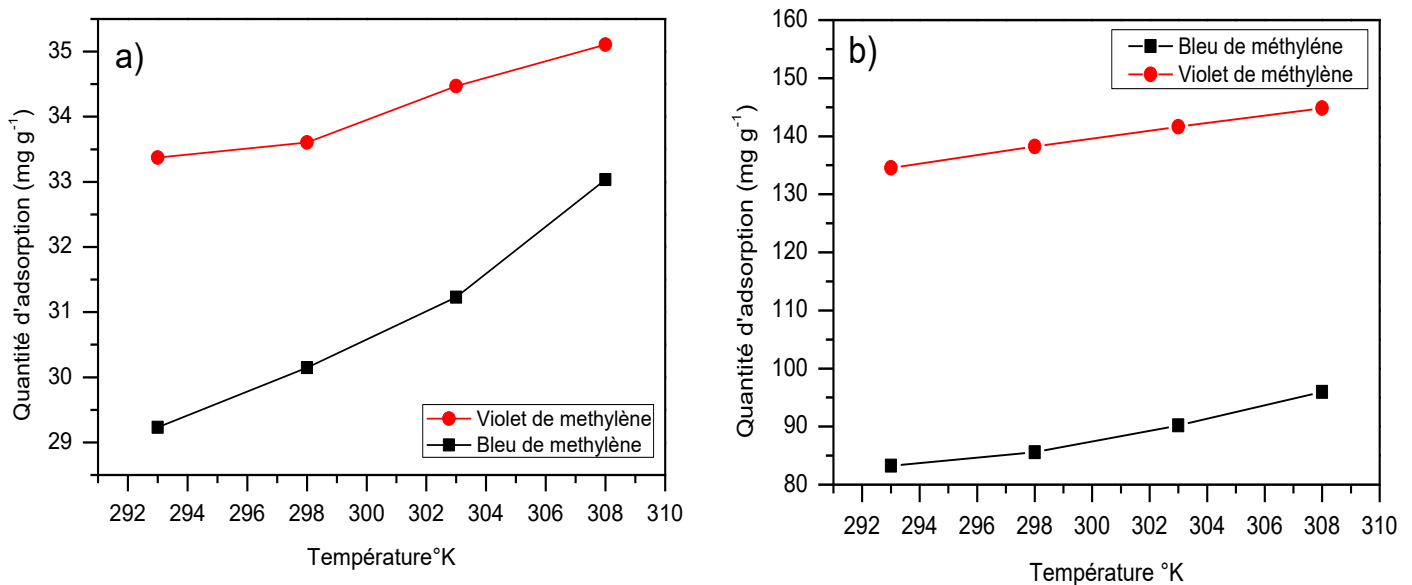 a)
Quantité d'adsorption (mg g-1)
35
34
33
32
31
30
29
292 294 296 298 300 302 304 306 308 310
Température°K
Violet de methylène
Bleu de methylène
b)
Quantité d'adsorption (mg g-1)
160
150
140
130
120
110
100
90
80
292 294 296 298 300 302 304 306 308 310
Température °K
Bleu de méthyléne
Violet de méthylène